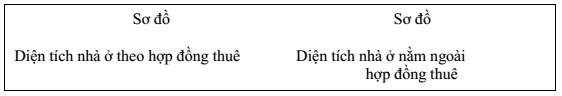 Sơ đồ
Diện tích nhà ở theo hợp đồng thuê
Sơ đồ
Diện tích nhà ở nằm ngoài
hợp đồng thuê